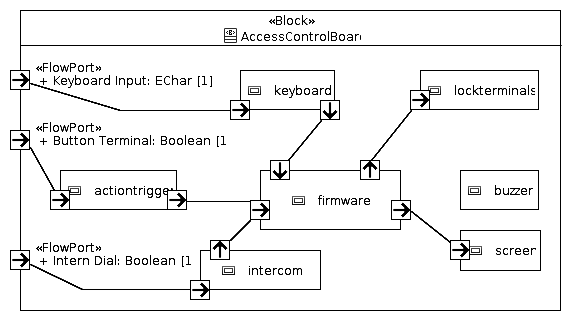 «Block»
AccessControlBoar
«FlowPort»
+ Keyboard Input: EChar [1]
keyboard
lockterminals
«FlowPort»
+ Button Terminal: Boolean [1
actiontrigge
firmware
buzzer
«FlowPort»
+ Intern Dial: Boolean [1
intercom
screen